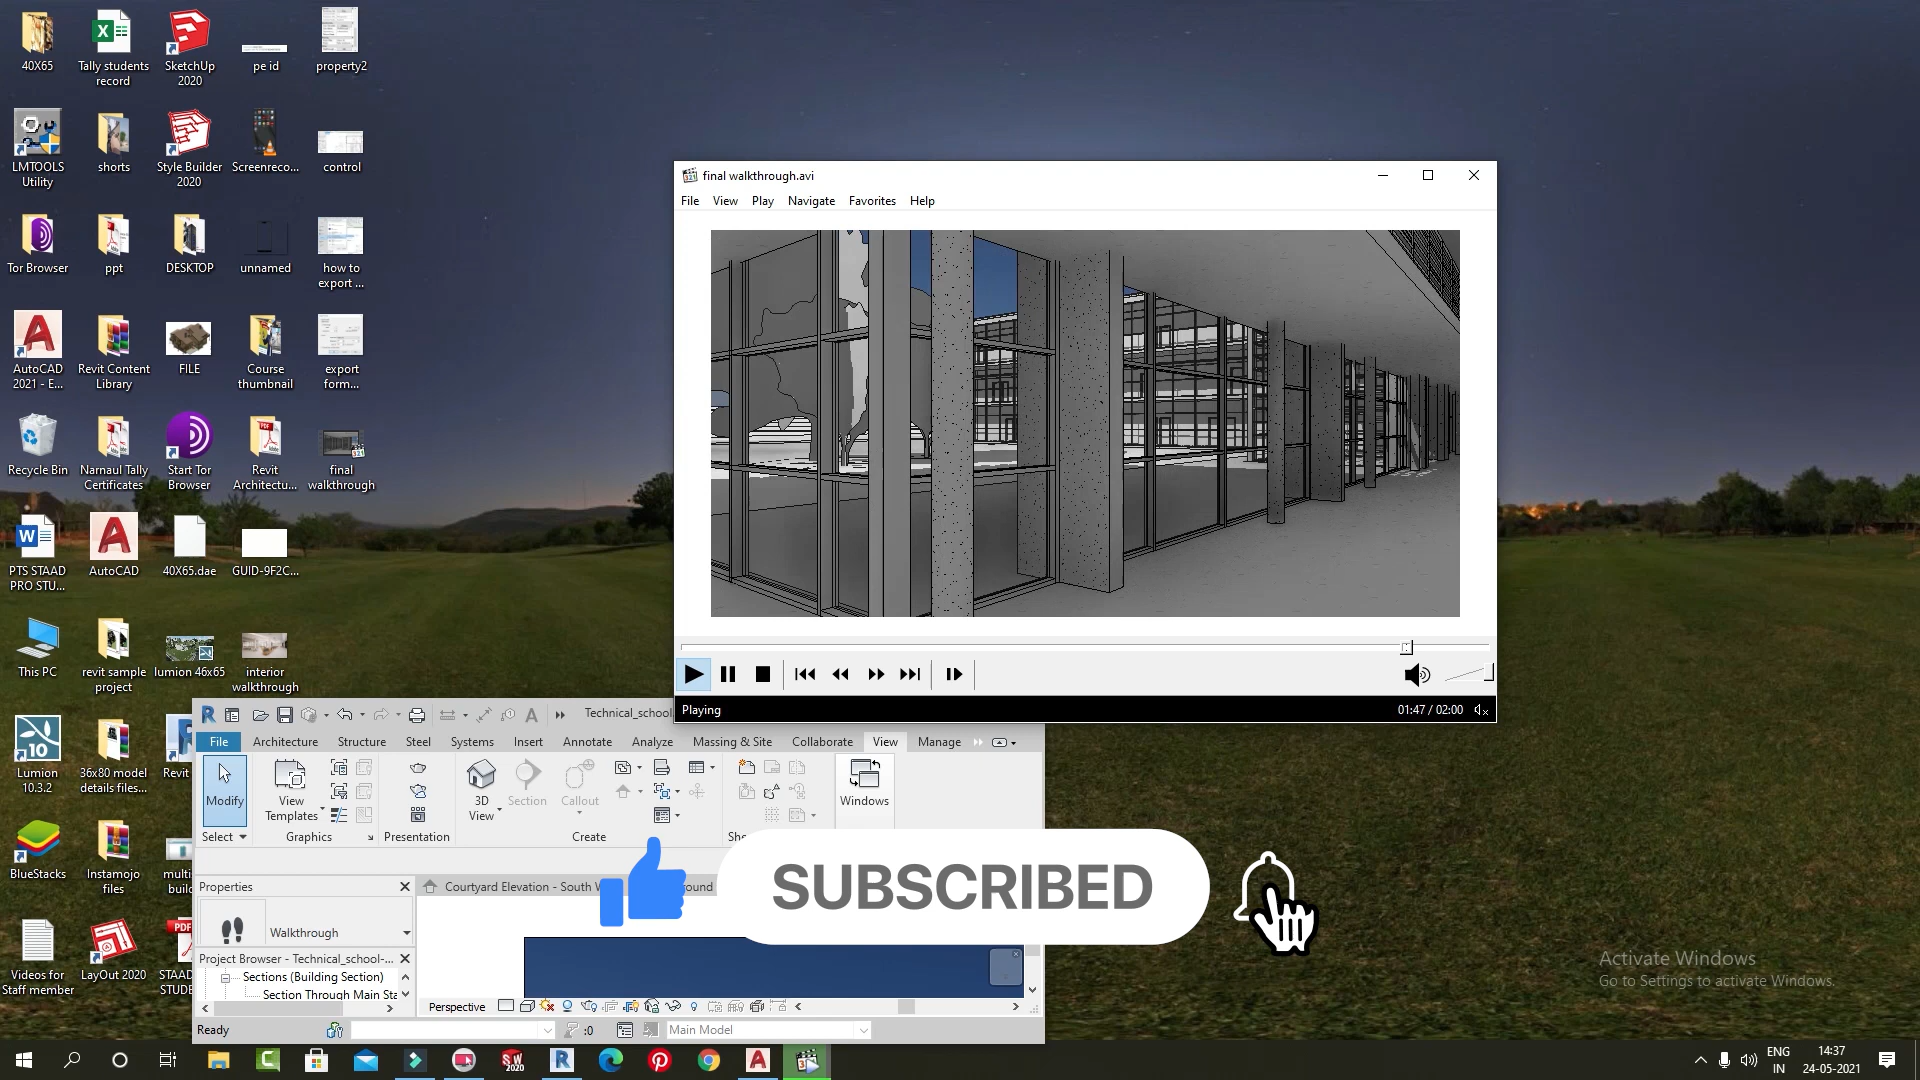 40X65
Tally students
record
SketchUp
2020
pe id
property2
LMTOOLS
Utility
shorts
Style Builder
2020
Screenreco...
control
Tor Browser
ppt
DESKTOP
unnamed
how to
export ...
AutoCAD
2021 - E...
Revit Content
Library
FILE
Course
thumbnail
export
form...
Recycle Bin
Narnaul Tally
Certificates
Start Tor
Browser
Revit
Architectu...
final
walkthrough
PTS STAAD
PRO STU...
AutoCAD
40X65.dae
GUID-9F2C...
This PC
revit sample
project
lumion 46x65
interior
walkthrough
Lumion
10.3.2
36x80 model
details files...
Revit
BlueStacks
Instamojo
files
multis
build
Videos for
Staff member
LayOut 2020
STAAD
STUDE
final walkthrough.avi
File View Play Navigate Favorites Help
Playing
01:47 / 02:00
Technical_school
File Architecture Structure Steel Systems Insert Annotate Analyze Massing & Site Collaborate View Manage
Modify
View
Templates
3D
View
Section
Callout
Windows
Select
Graphics
Presentation
Create
Properties
Courtyard Elevation - South W
ound
Walkthrough
Project Browser - Technical_school-...
Sections (Building Section)
Section Through Main Sta
Perspective
Ready
:0
Main Model
SUBSCRIBED
Activate Windows
Go to Settings to activate Windows.
ENG
IN
14:37
24-05-2021